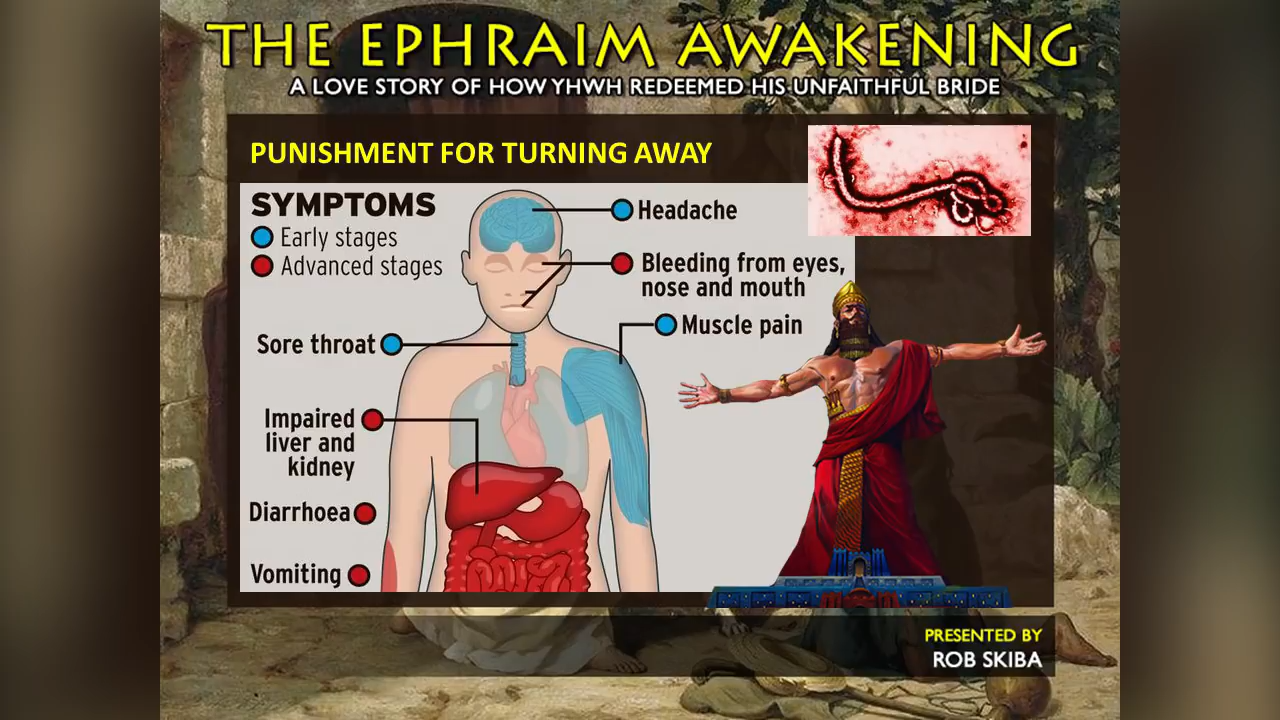 THE EPHRAIM AWAKENING
A LOVE STORY OF HOW YHWH REDEEMED HIS UNFAITHFUL BRIDE
PUNISHMENT FOR TURNING AWAY
SYMPTOMS
Early stages
Advanced stages
Headache
Bleeding from eyes,
nose and mouth
Muscle pain
Sore throat
Impaired
liver and
kidney
Diarrhoea
Vomiting
PRESENTED BY
ROB SKIBA